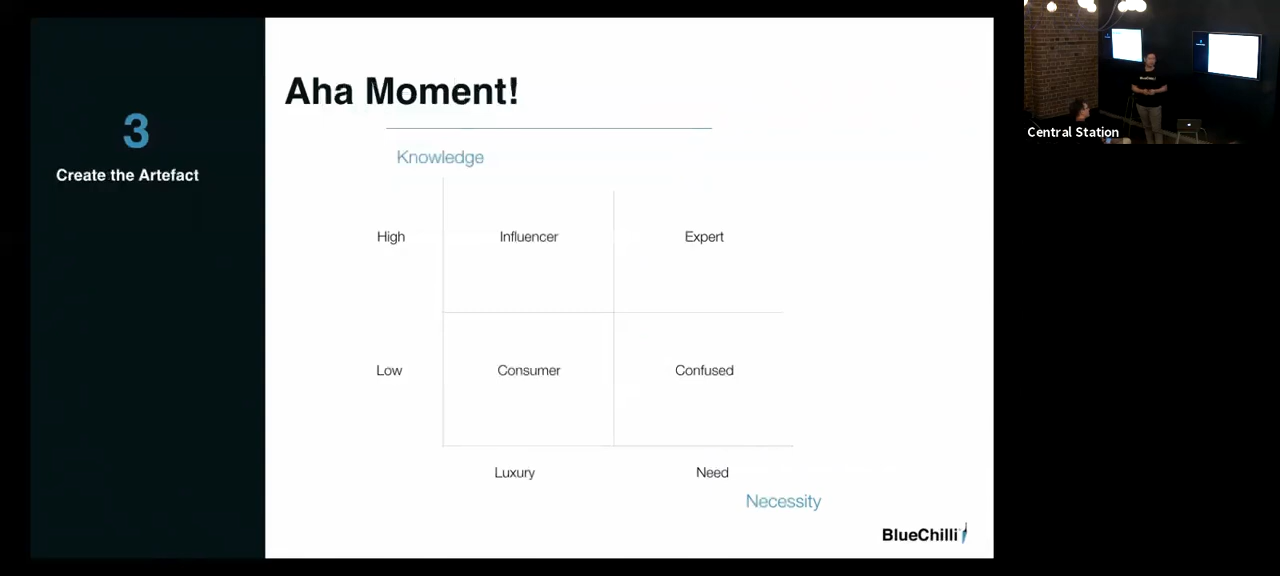 3
Create the Artefact
Aha Moment!
Knowledge
High
Influencer
Expert
Low
Consumer
Confused
Luxury
Need
Necessity
BlueChilli
Central Station